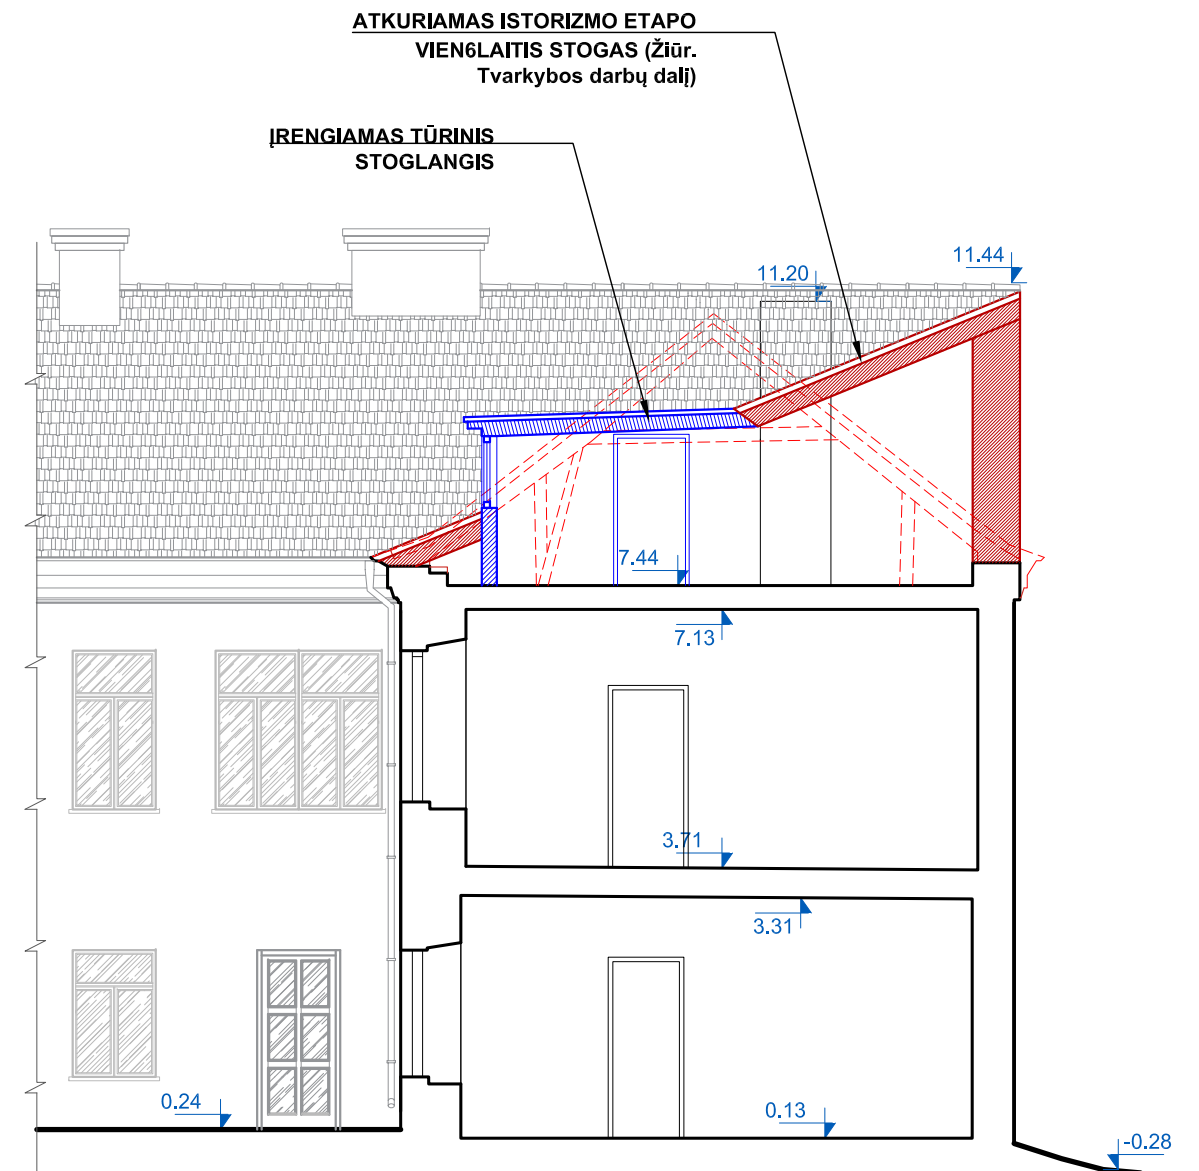 ATKURIAMAS ISTORIZMO ETAPO
VIEN6LAITIS STOGAS (Žiūr.
Tvarkybos darbų dalį)
ĮRENGIAMAS TŪRINIS
STOGLANGIS
11.44
11.20
7.44
7.13
3.71
3.31
0.24
0.13
-0.28